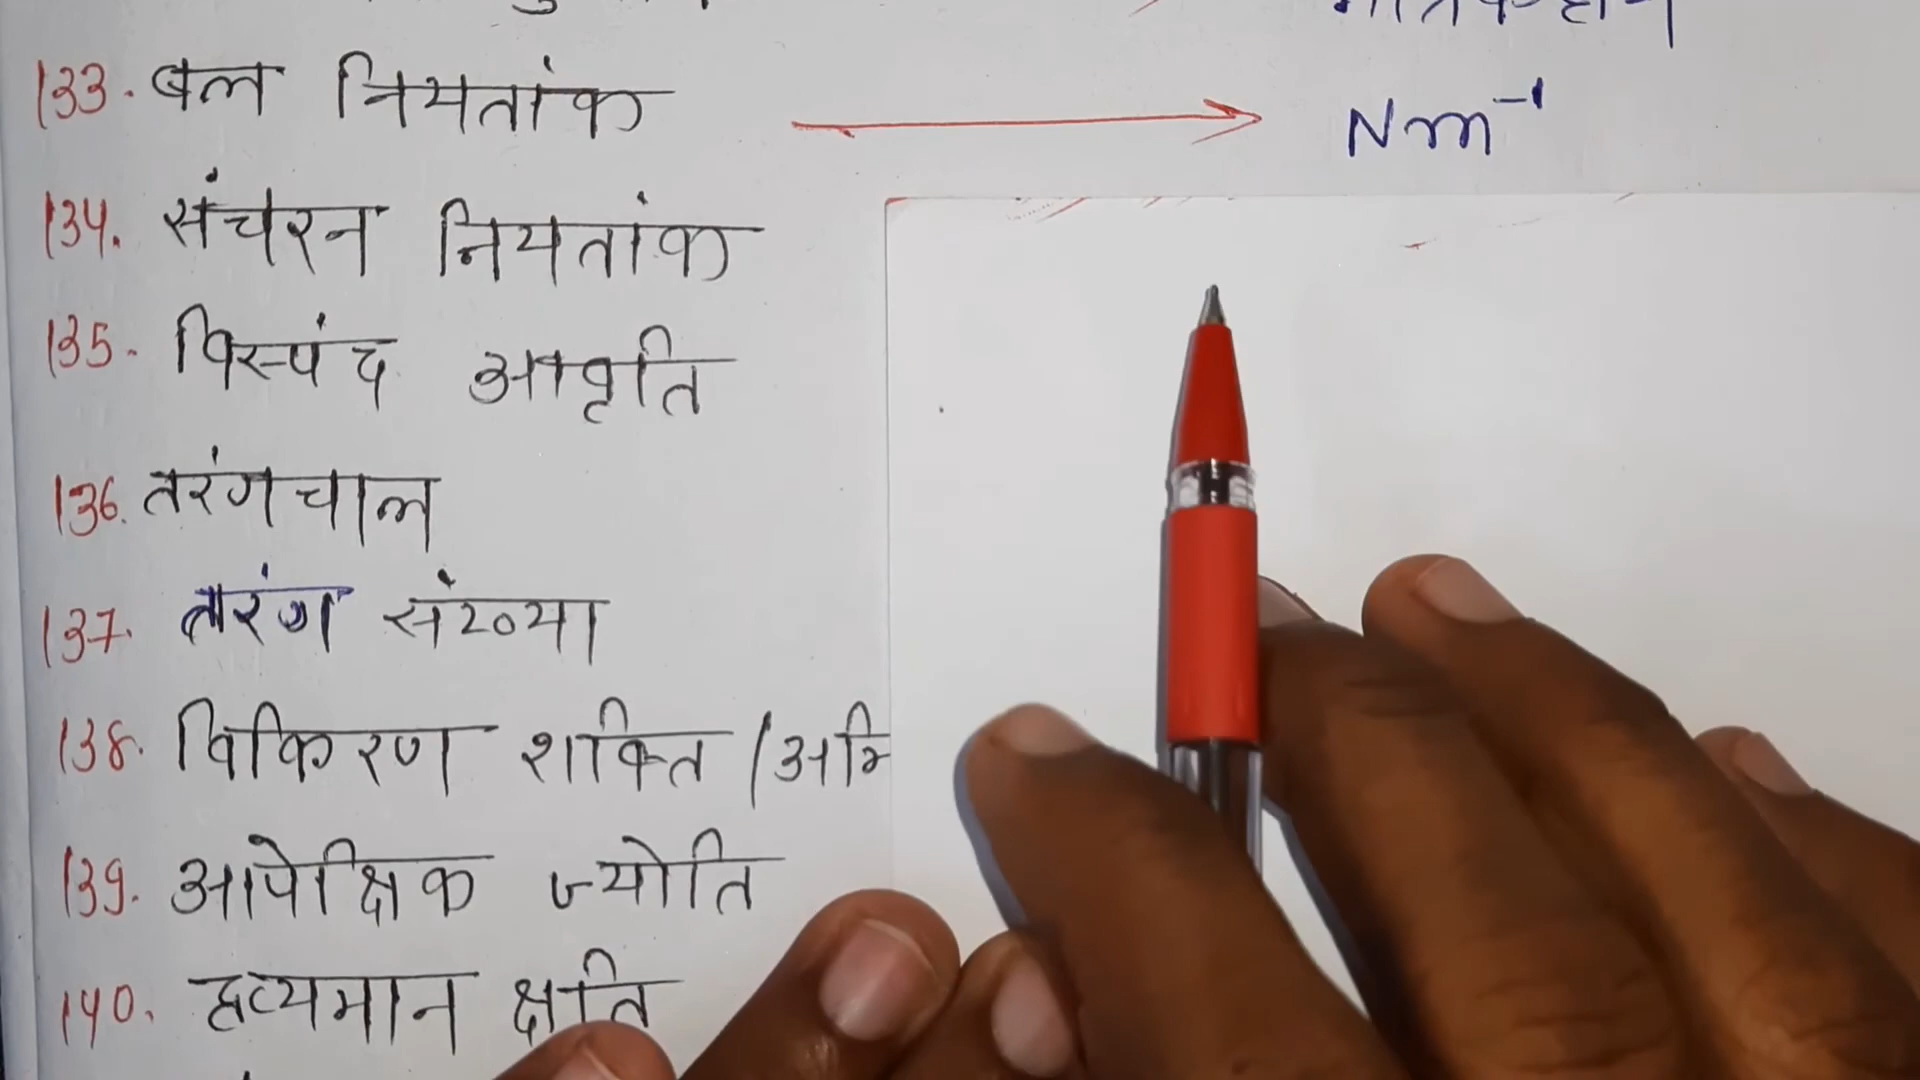 133. बल नियतांक → Nm⁻¹
134. संचरन नियतांक
135. विस्पंद आवृति
136. तरंग चाल
137. तरंग संख्या
138. विकिरण शक्ति / अभि
139. आपेक्षिक ज्योति
140. द्रव्यमान क्षति